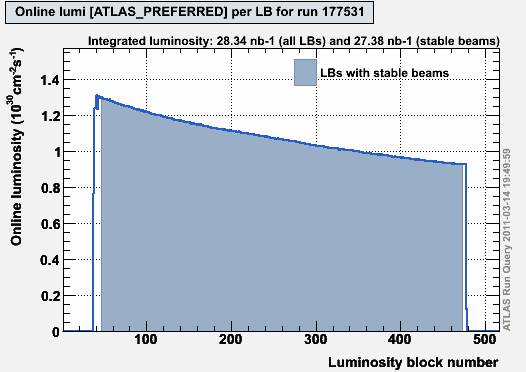 Online lumi [ATLAS_PREFERRED] per LB for run 177531
Integrated luminosity: 28.34 nb-1 (all LBs) and 27.38 nb-1 (stable beams)
LBs with stable beams
Online luminosity (10³⁰ cm⁻² s⁻¹)
1.4
1.2
1
0.8
0.6
0.4
0.2
0
100
200
300
400
500
Luminosity block number
ATLAS Run Query 2011-03-14 19:49:59